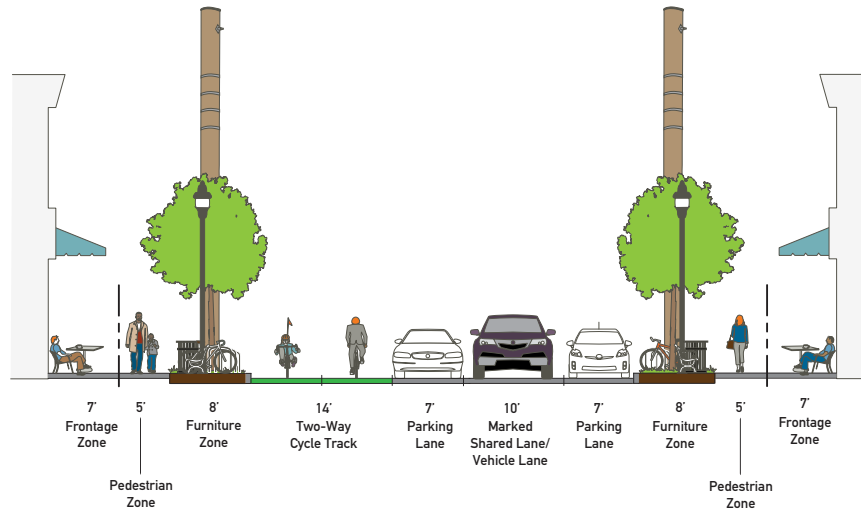 7’
Frontage
Zone
5’
Pedestrian
Zone
8’
Furniture
Zone
14’
Two-Way
Cycle Track
7’
Parking
Lane
10’
Marked
Shared Lane/
Vehicle Lane
7’
Parking
Lane
8’
Furniture
Zone
5’
Pedestrian
Zone
7’
Frontage
Zone